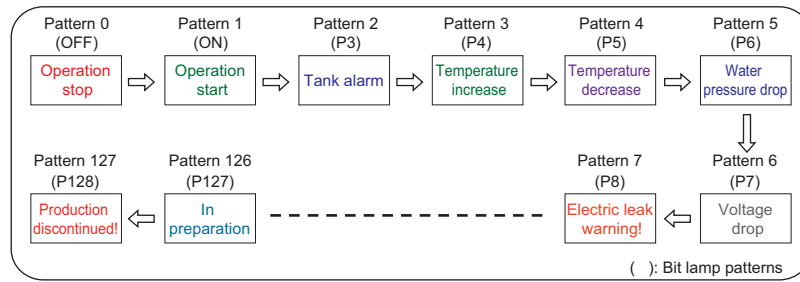 Pattern 0
(OFF)
Operation
stop
Pattern 1
(ON)
Operation
start
Pattern 2
(P3)
Tank alarm
Pattern 3
(P4)
Temperature
increase
Pattern 4
(P5)
Temperature
decrease
Pattern 5
(P6)
Water
pressure drop
Pattern 127
(P128)
Production
discontinued!
Pattern 126
(P127)
In
preparation
Pattern 7
(P8)
Electric leak
warning!
Pattern 6
(P7)
Voltage
drop
( ): Bit lamp patterns